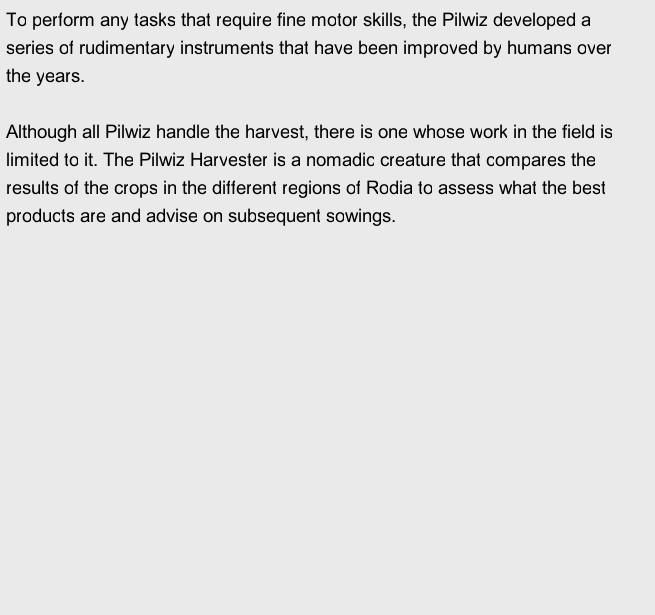 To perform any tasks that require fine motor skills, the Pilwiz developed a
series of rudimentary instruments that have been improved by humans over
the years.
Although all Pilwiz handle the harvest, there is one whose work in the field is
limited to it. The Pilwiz Harvester is a nomadic creature that compares the
results of the crops in the different regions of Rodia to assess what the best
products are and advise on subsequent sowings.